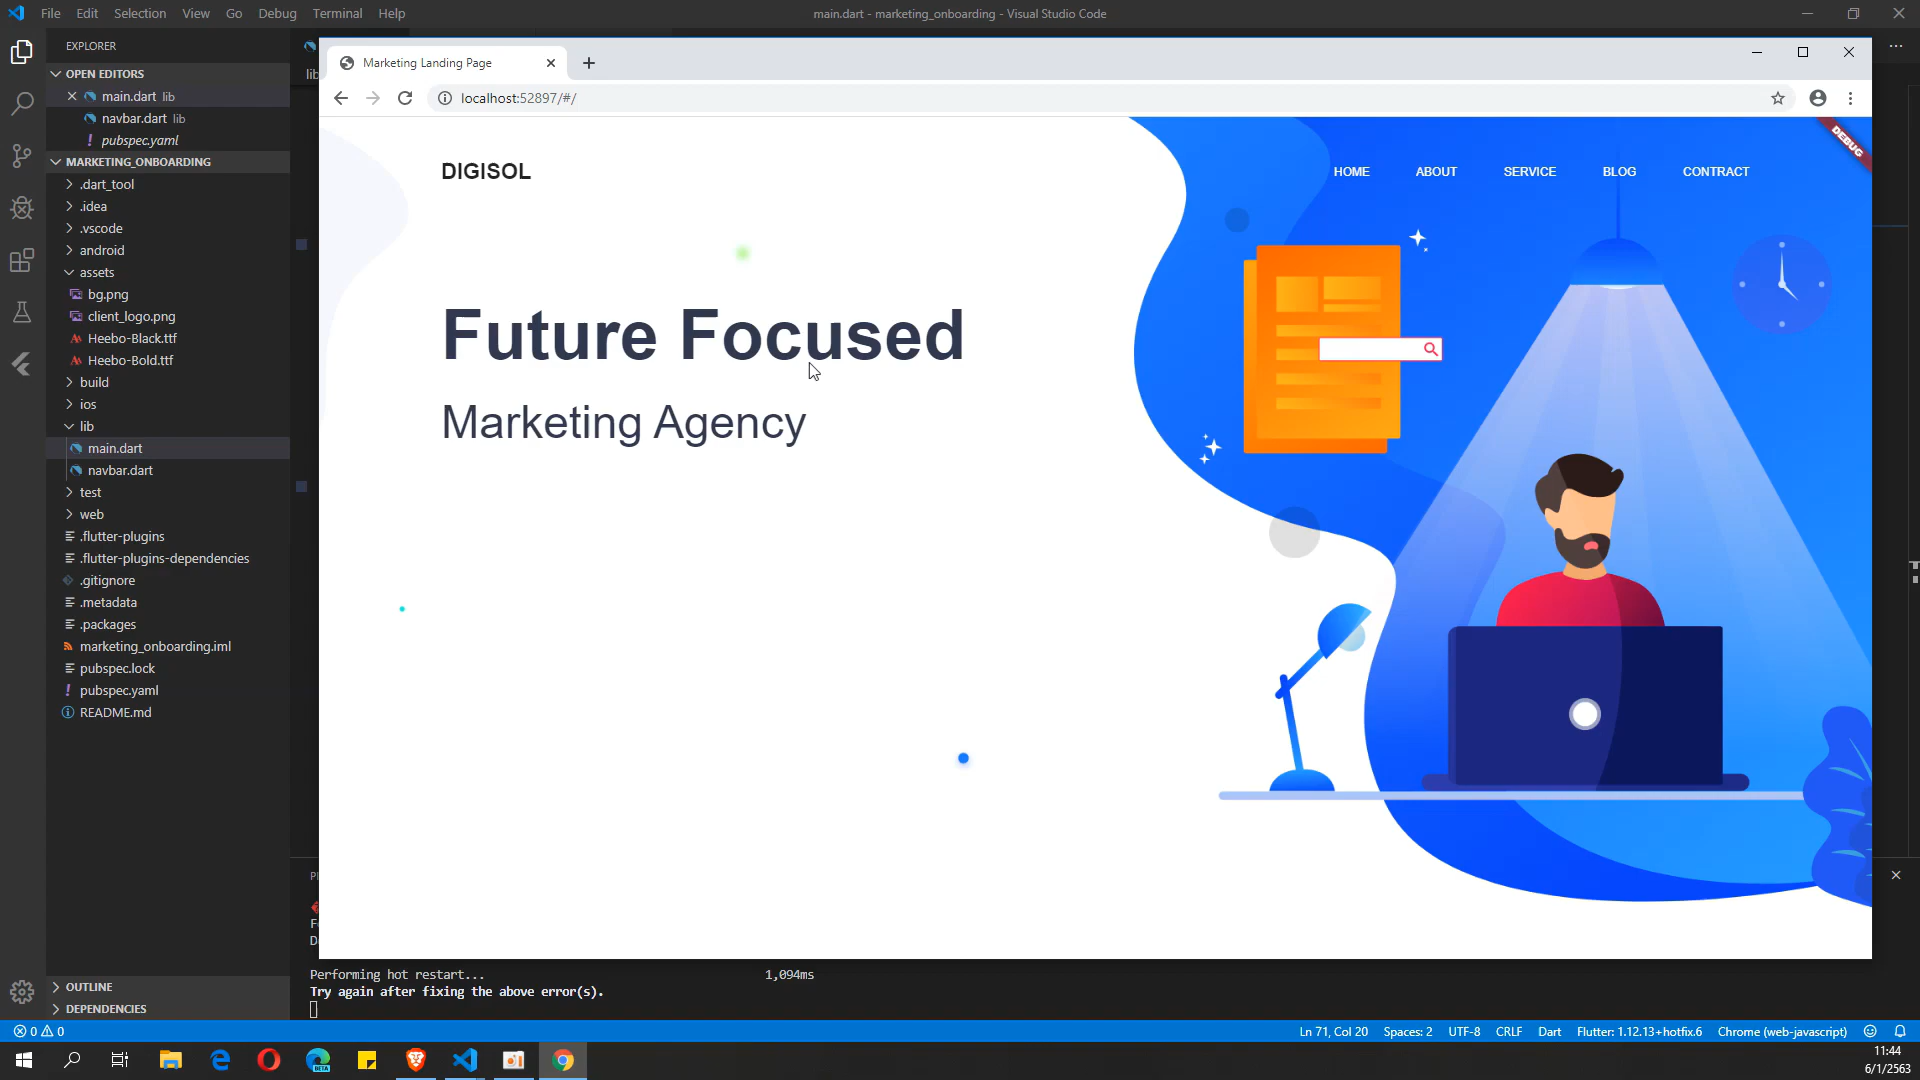 File Edit Selection View Go Debug Terminal Help
main.dart - marketing_onboarding - Visual Studio Code
EXPLORER
OPEN EDITORS
main.dart lib
navbar.dart lib
pubspec.yaml
MARKETING_ONBOARDING
.dart_tool
.idea
.vscode
android
assets
bg.png
client_logo.png
Heebo-Black.ttf
Heebo-Bold.ttf
build
ios
lib
main.dart
navbar.dart
test
web
.flutter-plugins
.flutter-plugins-dependencies
.gitignore
.metadata
.packages
marketing_onboarding.iml
pubspec.lock
pubspec.yaml
README.md
OUTLINE
DEPENDENCIES
lib
Marketing Landing Page
localhost:52897/#/
DEBUG
DIGISOL
HOME ABOUT SERVICE BLOG CONTRACT
Future Focused
Marketing Agency
Performing hot restart... 1,094ms
Try again after fixing the above error(s).
0 0
Ln 71, Col 20 Spaces: 2 UTF-8 CRLF Dart Flutter: 1.12.13+hotfix.6 Chrome (web-javascript)
BETA
11:44
6/1/2563